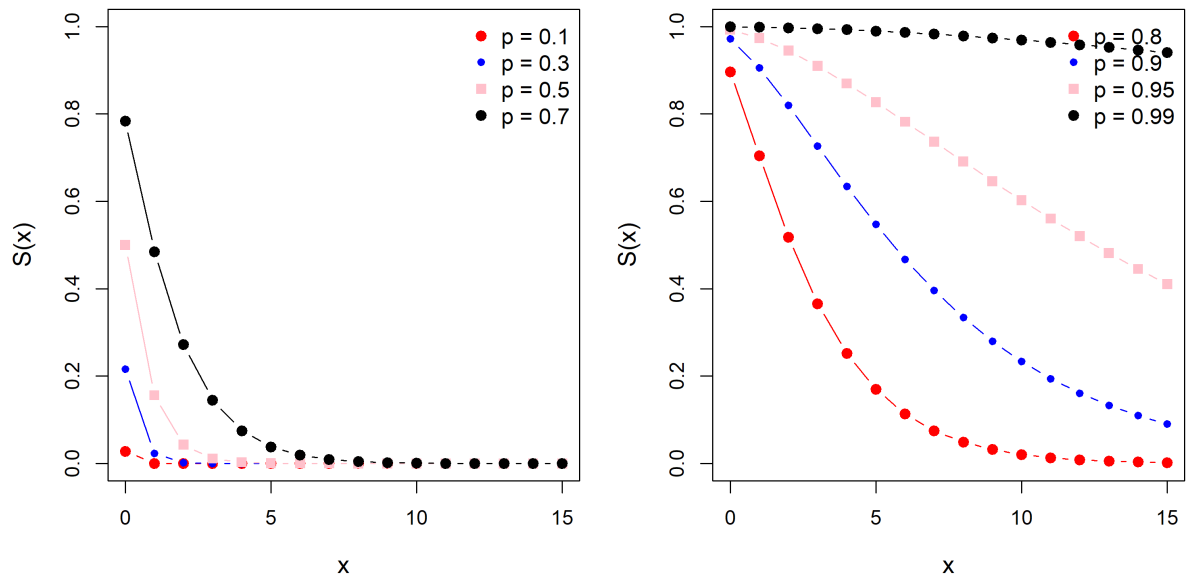 1.0
0.8
0.6
0.4
0.2
0.0
S(x)
p = 0.1
p = 0.3
p = 0.5
p = 0.7
0 5 10 15
x
1.0
0.8
0.6
0.4
0.2
0.0
S(x)
p = 0.8
p = 0.9
p = 0.95
p = 0.99
0 5 10 15
x